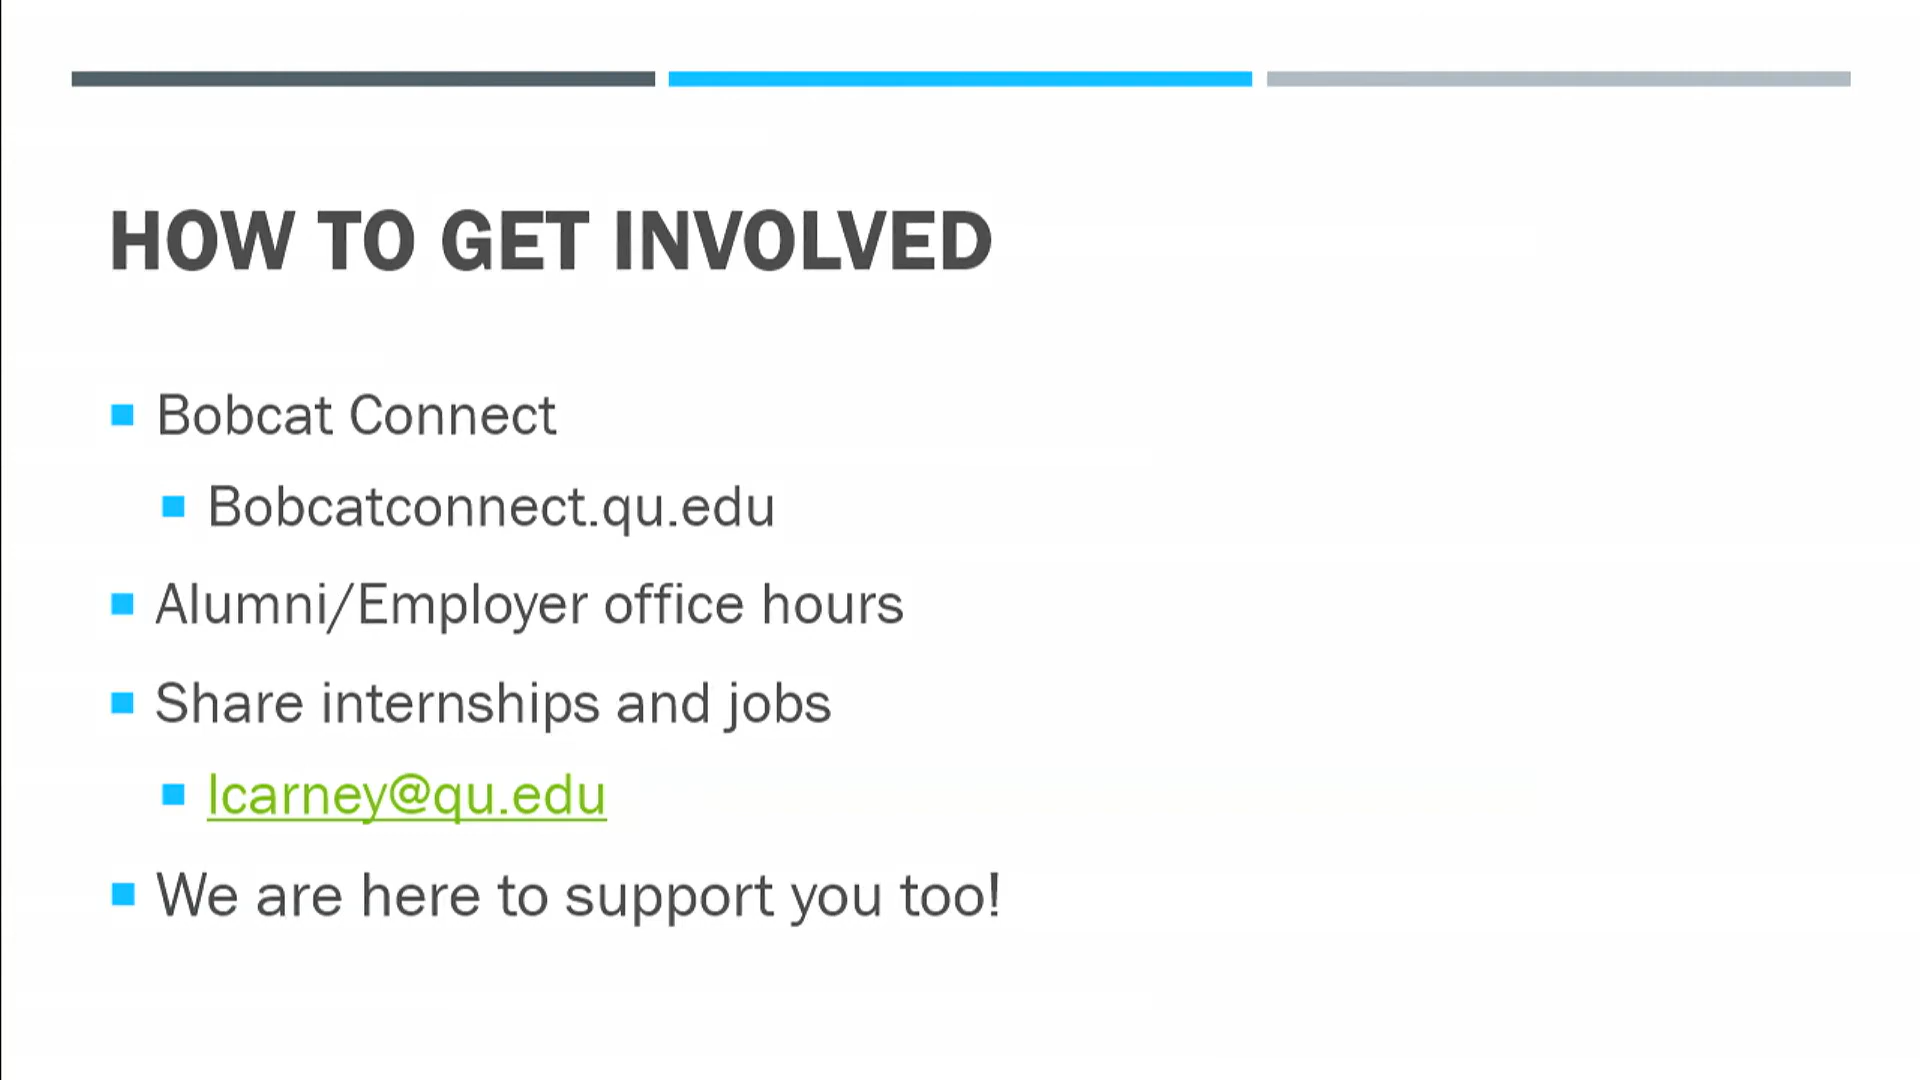 HOW TO GET INVOLVED
Bobcat Connect
Bobcatconnect.qu.edu
Alumni/Employer office hours
Share internships and jobs
lcarney@qu.edu
We are here to support you too!